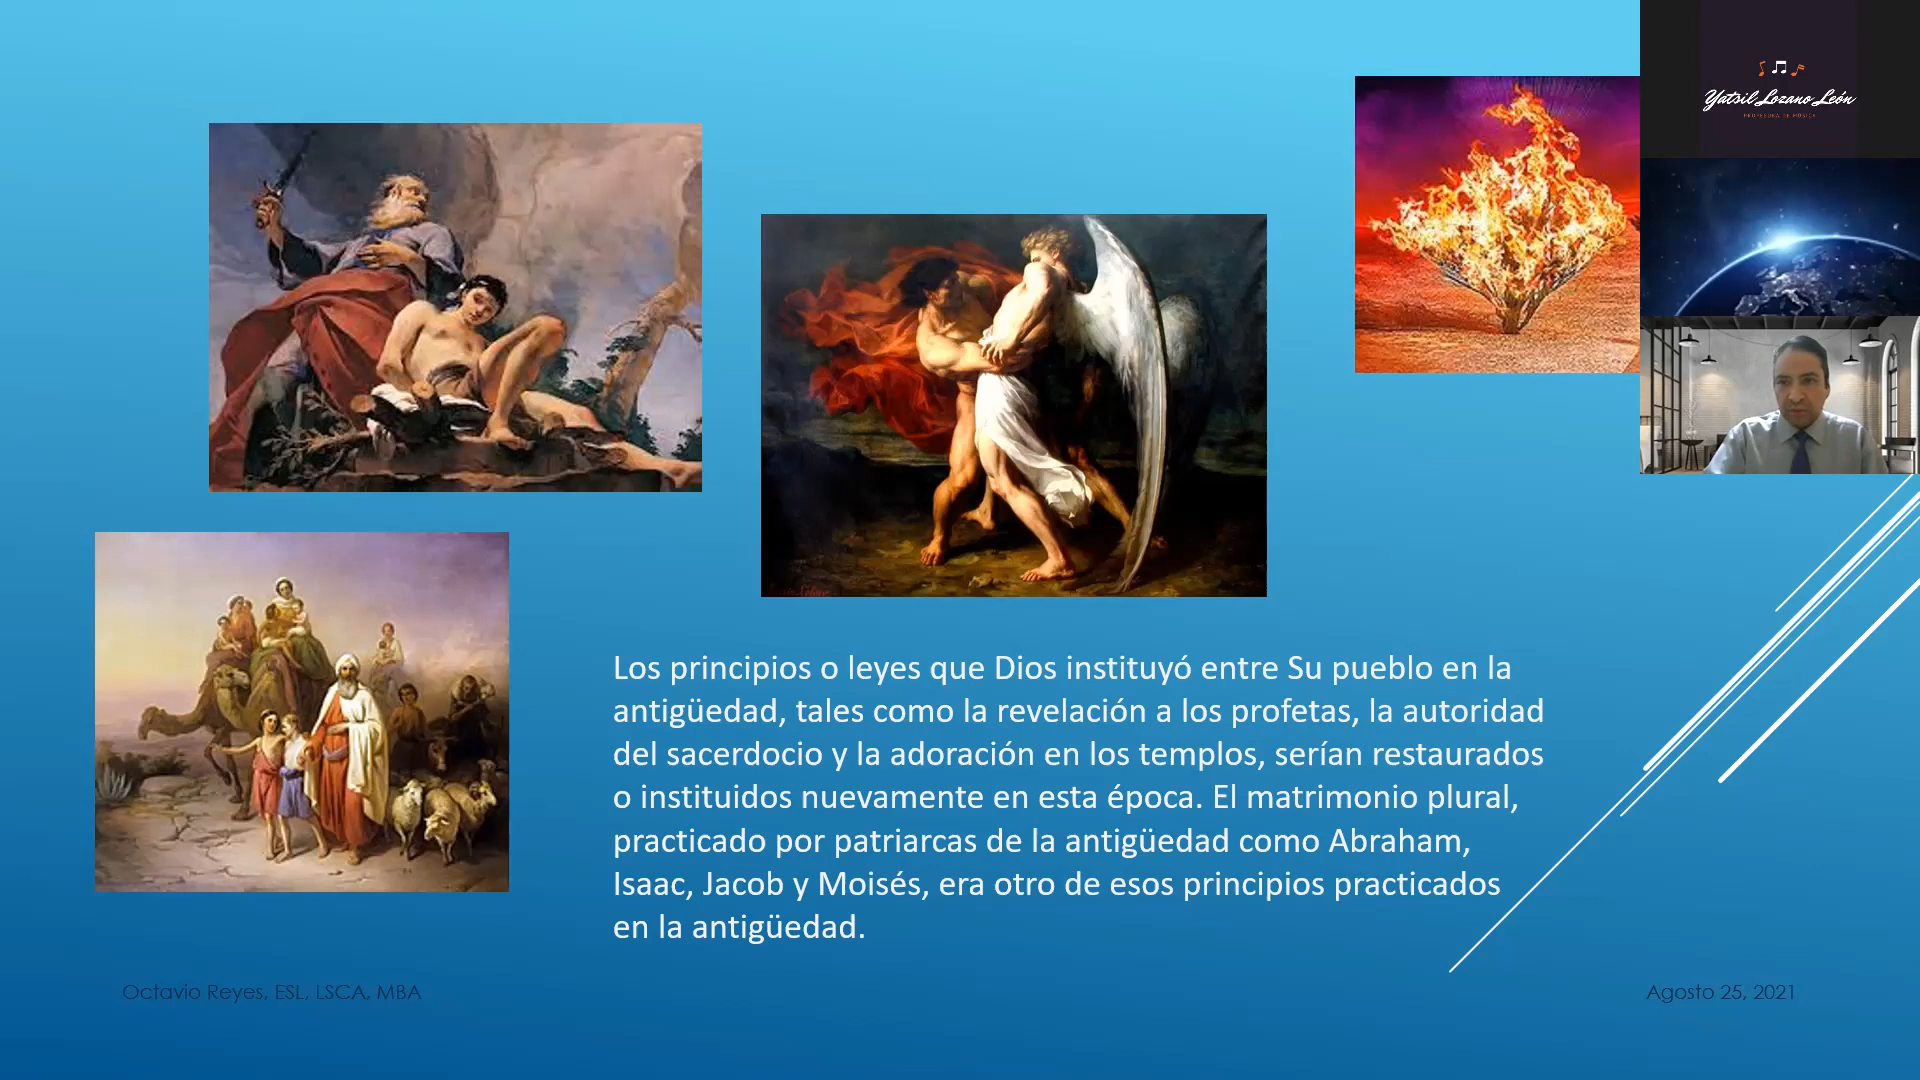 Yatsil Lozano León
PROFESORA DE MÚSICA
Los principios o leyes que Dios instituyó entre Su pueblo en la
antigüedad, tales como la revelación a los profetas, la autoridad
del sacerdocio y la adoración en los templos, serían restaurados
o instituidos nuevamente en esta época. El matrimonio plural,
practicado por patriarcas de la antigüedad como Abraham,
Isaac, Jacob y Moisés, era otro de esos principios practicados
en la antigüedad.
Octavio Reyes, ESL, LSCA, MBA
Agosto 25, 2021